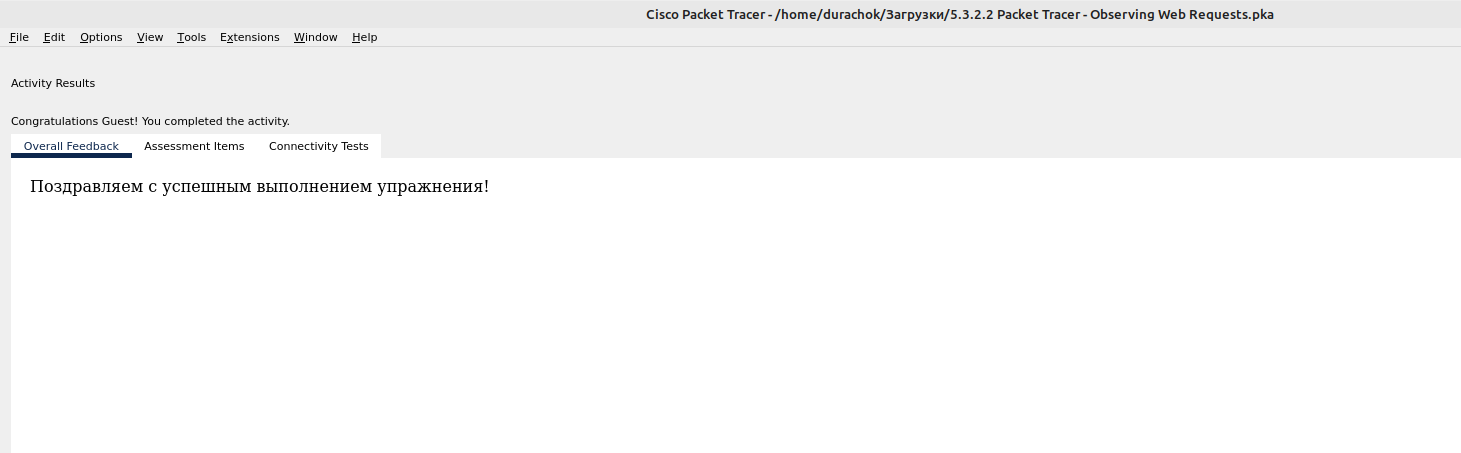 Cisco Packet Tracer - /home/durachok/Загрузки/5.3.2.2 Packet Tracer - Observing Web Requests.pka
File Edit Options View Tools Extensions Window Help
Activity Results
Congratulations Guest! You completed the activity.
Overall Feedback Assessment Items Connectivity Tests
Поздравляем с успешным выполнением упражнения!